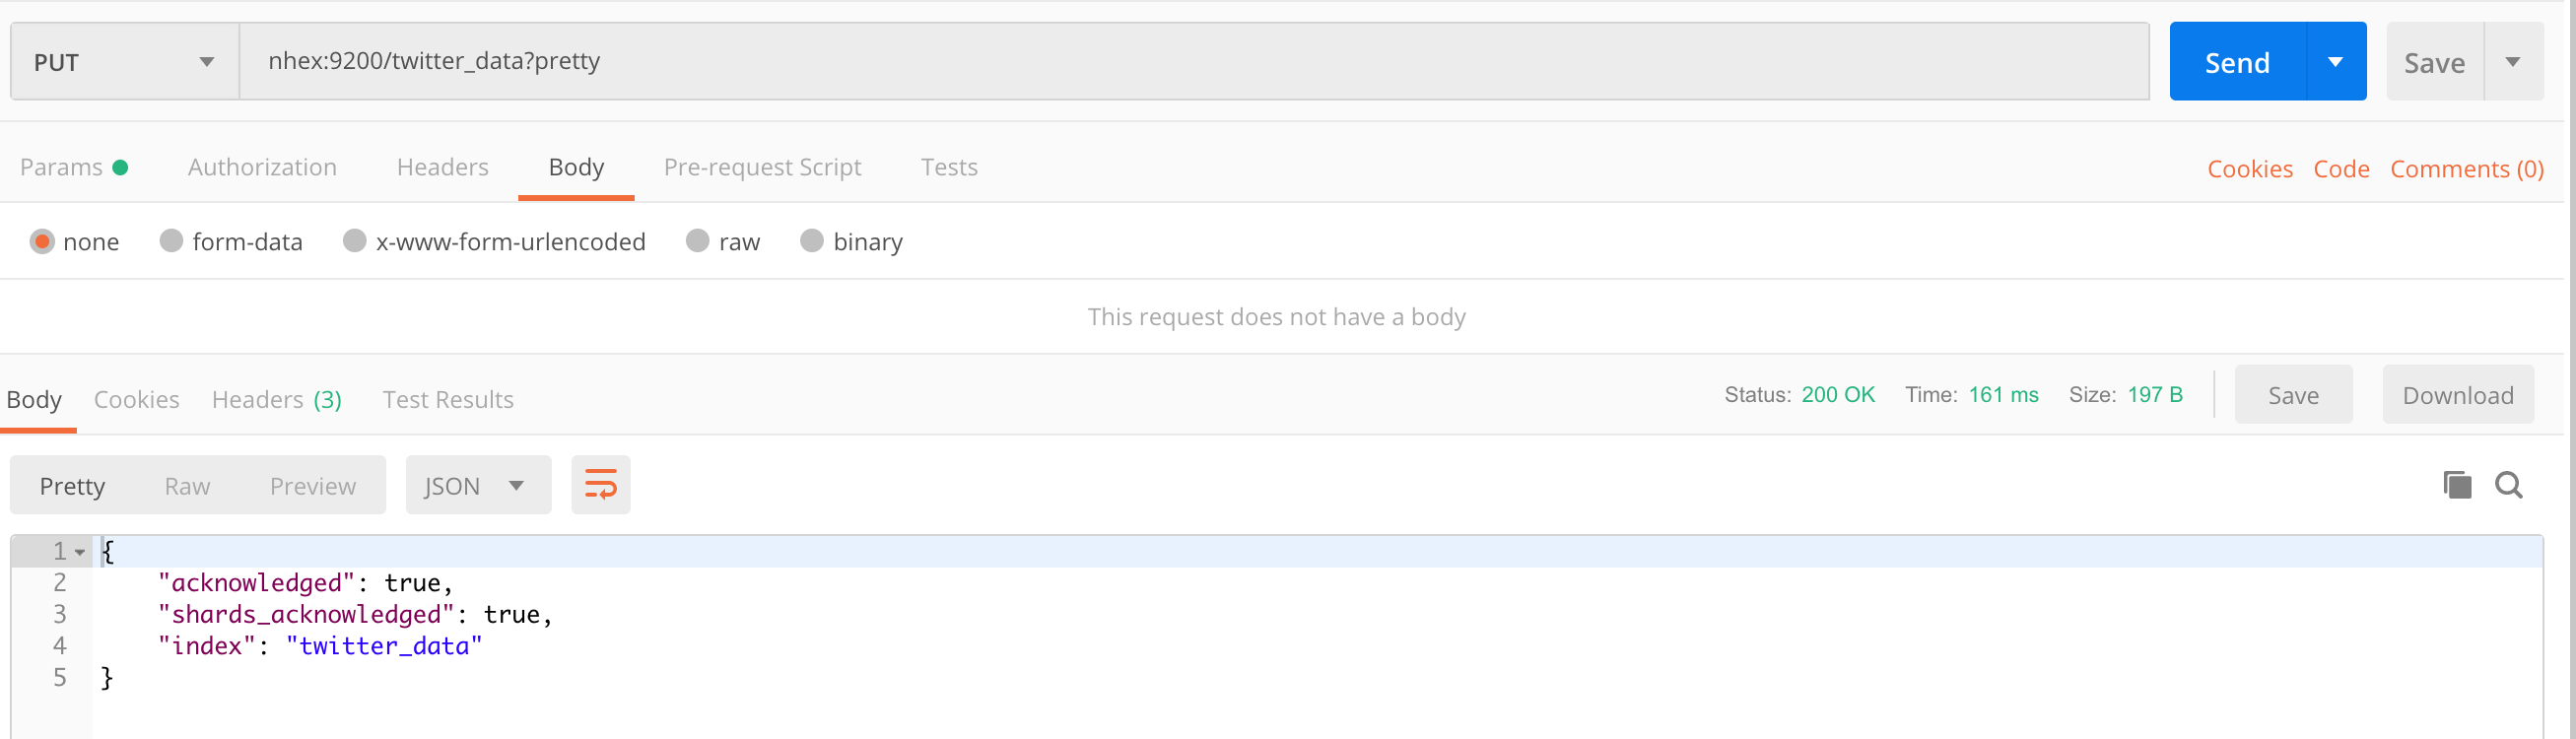 PUT nhex:9200/twitter_data?pretty Send Save
Params Authorization Headers Body Pre-request Script Tests Cookies Code Comments (0)
none form-data x-www-form-urlencoded raw binary
This request does not have a body
Body Cookies Headers (3) Test Results Status: 200 OK Time: 161 ms Size: 197 B Save Download
Pretty Raw Preview JSON
1 {
2 "acknowledged": true,
3 "shards_acknowledged": true,
4 "index": "twitter_data"
5 }